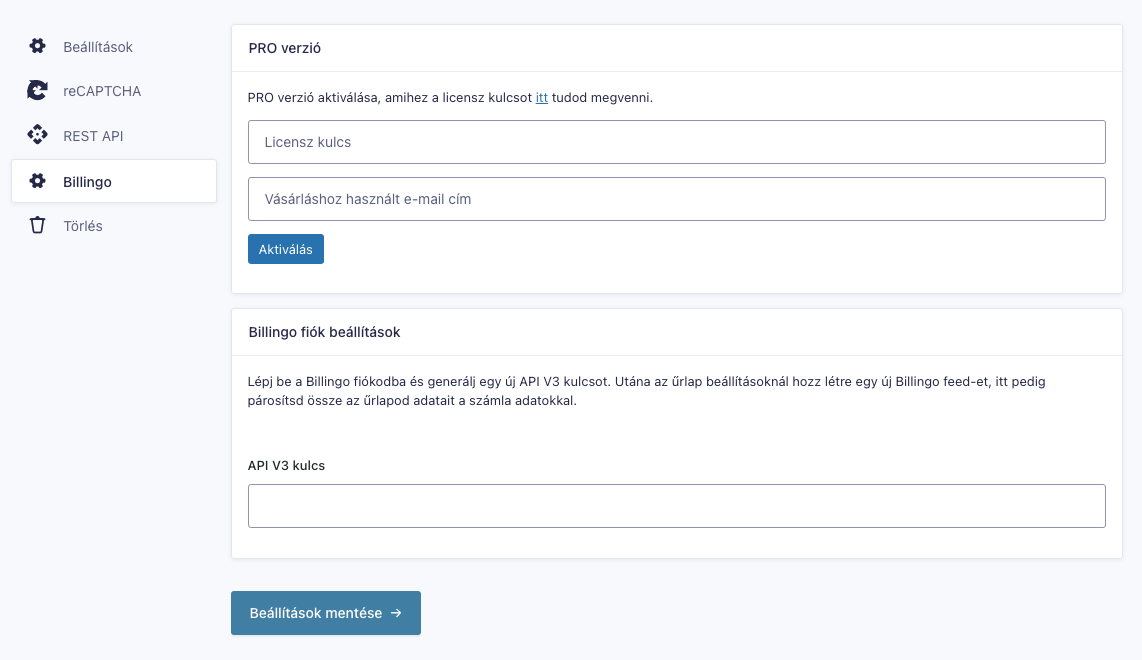 Beállítások
reCAPTCHA
REST API
Billingo
Törlés
PRO verzió
PRO verzió aktiválása, amihez a licensz kulcsot itt tudod megvenni.
Licensz kulcs
Vásárláshoz használt e-mail cím
Aktiválás
Billingo fiók beállítások
Lépj be a Billingo fiókodba és generálj egy új API V3 kulcsot. Utána az űrlap beállításoknál hozz létre egy új Billingo feed-et, itt pedig
párosítsd össze az űrlapod adatait a számla adatokkal.
API V3 kulcs
Beállítások mentése →